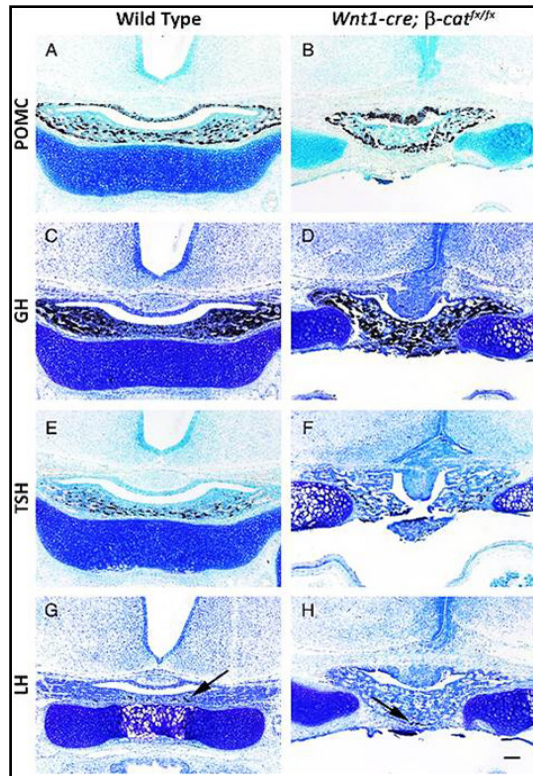 Wild Type
Wnt1-cre; β-cat^fx/fx
POMC
A
B
GH
C
D
TSH
E
F
LH
G
H